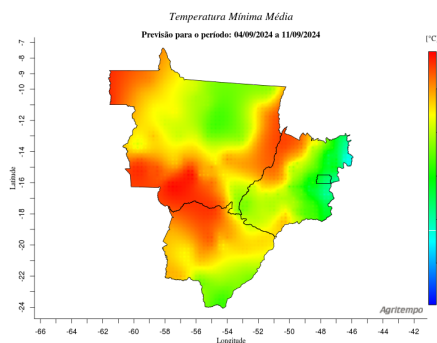 Temperatura Mínima Média
Previsão para o período: 04/09/2024 a 11/09/2024
[°C
Latitude
-7
-8
-9
-10
-12
-14
-15
-16
-18
-20
-22
-24
Agritempo
-66 -64 -62 -60 -58 -56 -54 -52 -50 -48 -46 -44 -42
Longitude